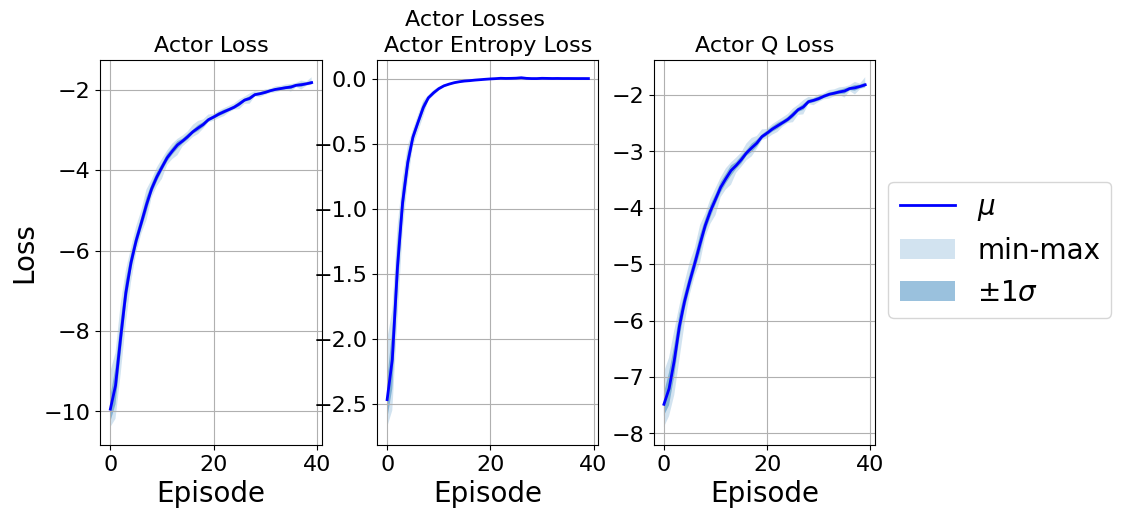 Actor Losses
Actor Loss
Actor Entropy Loss
Actor Q Loss
Loss
−2
−4
−6
−8
−10
0 20 40
Episode
0.0
−0.5
−1.0
−1.5
−2.0
−2.5
0 20 40
Episode
−2
−3
−4
−5
−6
−7
−8
0 20 40
Episode
μ
min-max
±1σ